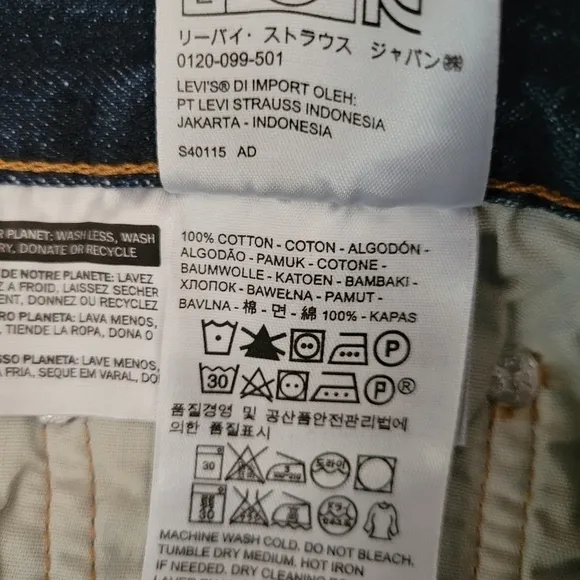 リーバイ・ストラウス ジャパン㈱
0120-099-501
LEVI'S® DI IMPORT OLEH:
PT LEVI STRAUSS INDONESIA
JAKARTA - INDONESIA
S40115 AD
PLANET: WASH LESS, WASH
DRY, DONATE OR RECYCLE
DE NOTRE PLANETE: LAVEZ
A FROID, LAISSEZ SECHER
DONNEZ OU RECYCLEZ
PLANETA: LAVA MENOS,
TIENDE LA ROPA, DONA O
PLANETA: LAVE MENOS,
A FRIA, SEQUE EM VARAL, DO
100% COTTON - COTON - ALGODÓN -
ALGODÃO - PAMUK - COTONE -
BAUMWOLLE - KATOEN - BAMBAKI -
ХЛОПОК - BAWEŁNA - PAMUT -
BAVLNA - 棉 - 면 - 綿 100% - KAPAS
P
30 P ®
품질경영 및 공산품안전관리법에
의한 품질표시
30 드라이
30
MACHINE WASH COLD. DO NOT BLEACH.
TUMBLE DRY MEDIUM. HOT IRON
IF NEEDED. DRY CLEANING